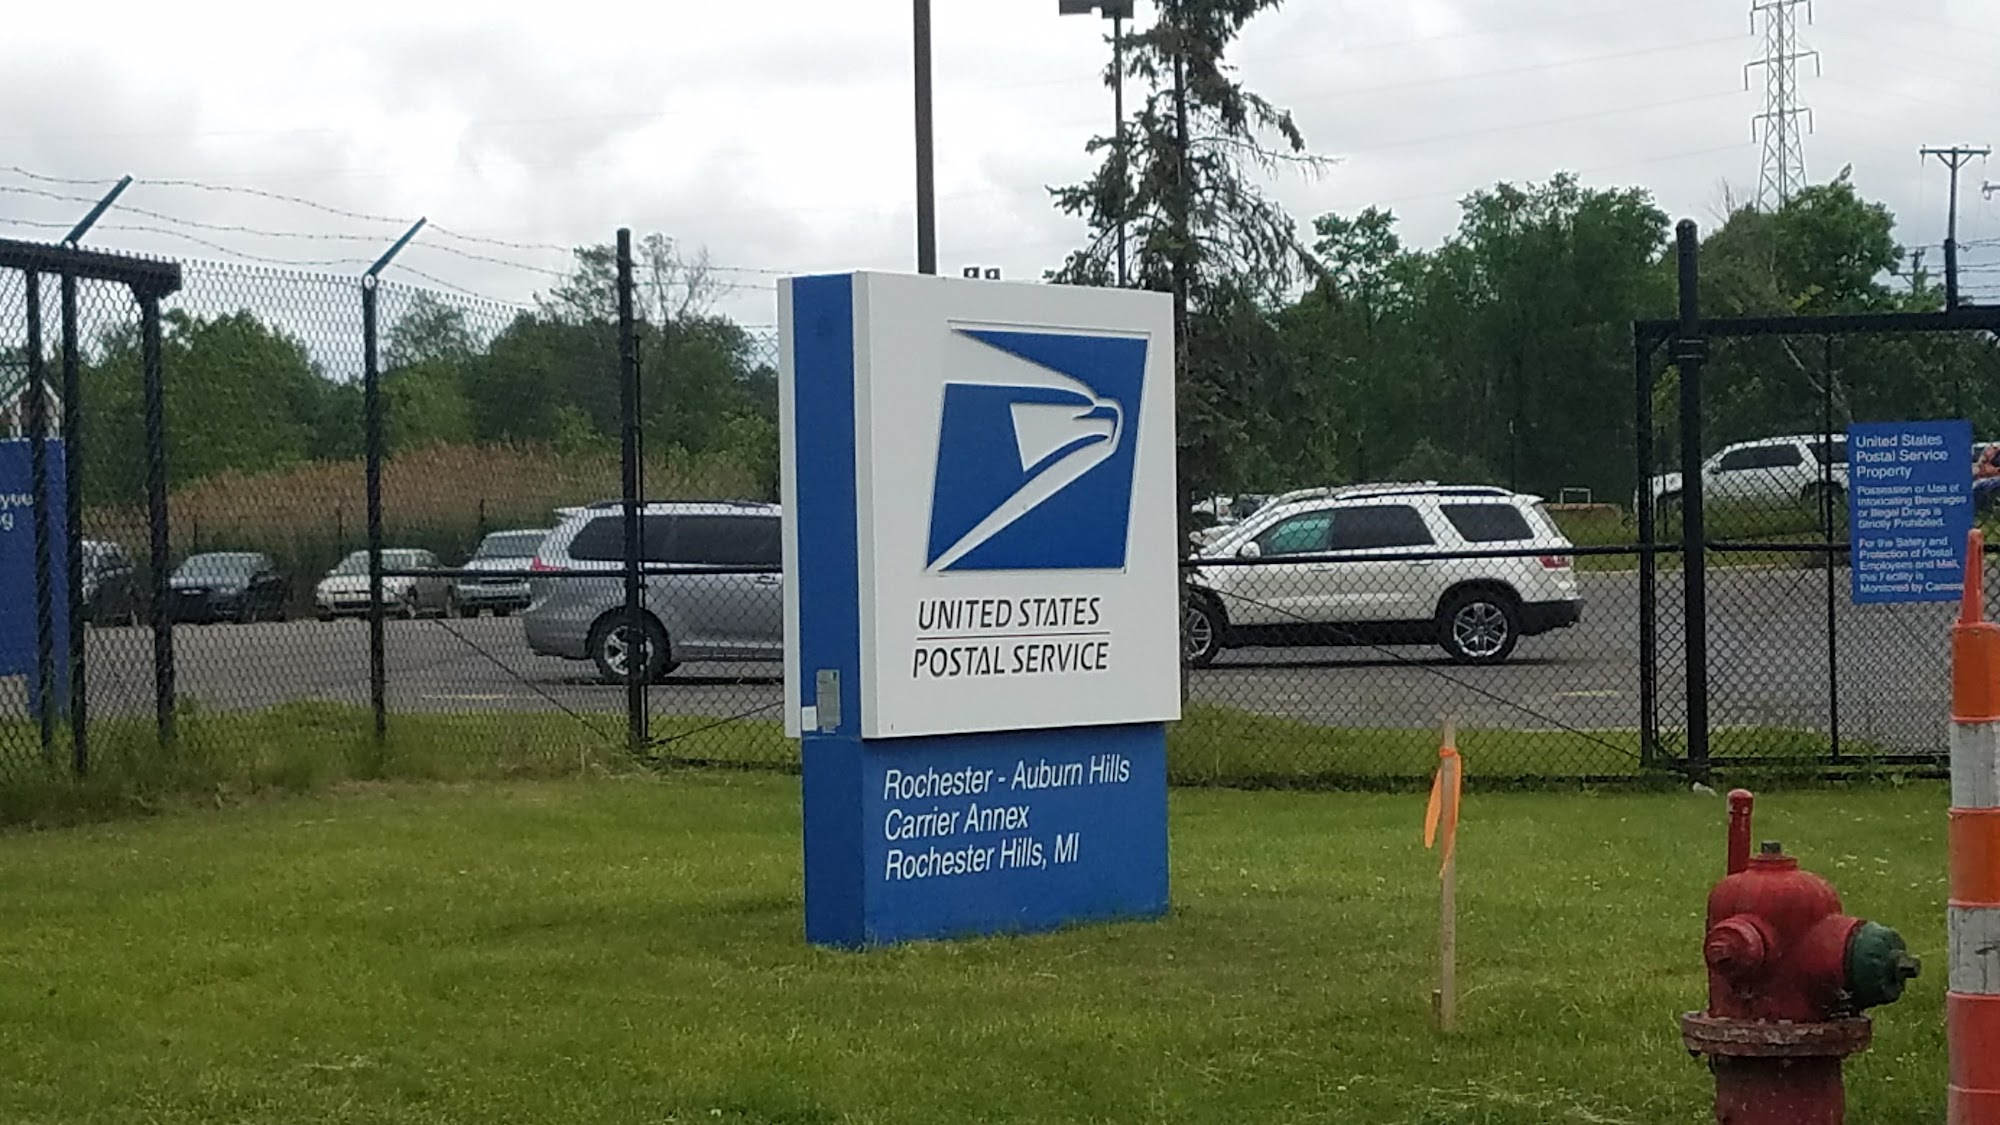 UNITED STATES
POSTAL SERVICE
Rochester - Auburn Hills
Carrier Annex
Rochester Hills, MI
United States
Postal Service
Property
Possession or Use of
Intoxicating Beverages
or Illegal Drugs is
Strictly Prohibited.
For the Safety and
Protection of Postal
Employees and Mail,
this Facility is
Monitored by